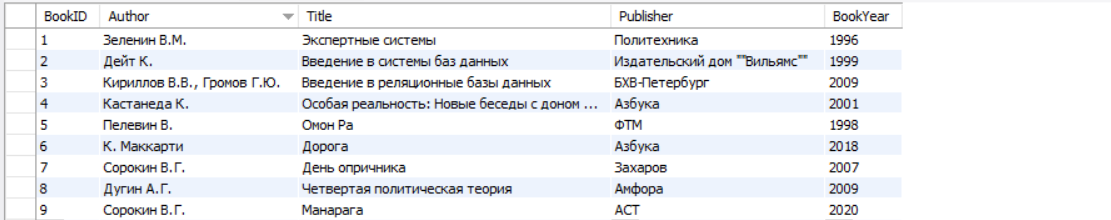 BookID Author Title Publisher BookYear
1 Зеленин В.М. Экспертные системы Политехника 1996
2 Дейт К. Введение в системы баз данных Издательский дом ""Вильямс"" 1999
3 Кириллов В.В., Громов Г.Ю. Введение в реляционные базы данных БХВ-Петербург 2009
4 Кастанеда К. Особая реальность: Новые беседы с доном ... Азбука 2001
5 Пелевин В. Омон Ра ФТМ 1998
6 К. Маккарти Дорога Азбука 2018
7 Сорокин В.Г. День опричника Захаров 2007
8 Дугин А.Г. Четвертая политическая теория Амфора 2009
9 Сорокин В.Г. Манарага АСТ 2020